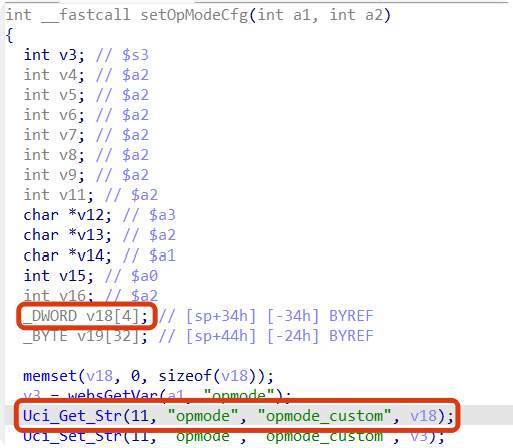 int __fastcall setOpModeCfg(int a1, int a2)
{
int v3; // $s3
int v4; // $a2
int v5; // $a2
int v6; // $a2
int v7; // $a2
int v8; // $a2
int v9; // $a2
int v11; // $a2
char *v12; // $a3
char *v13; // $a2
char *v14; // $a1
int v15; // $a0
int v16; // $a2
_DWORD v18[4]; // [sp+34h] [-34h] BYREF
_BYTE v19[32]; // [sp+44h] [-24h] BYREF
memset(v18, 0, sizeof(v18));
v3 = websGetVar(a1, "opmode");
Uci_Get_Str(11, "opmode", "opmode_custom", v18);
Uci_Set_Str(11, "opmode", "opmode_custom", v3);